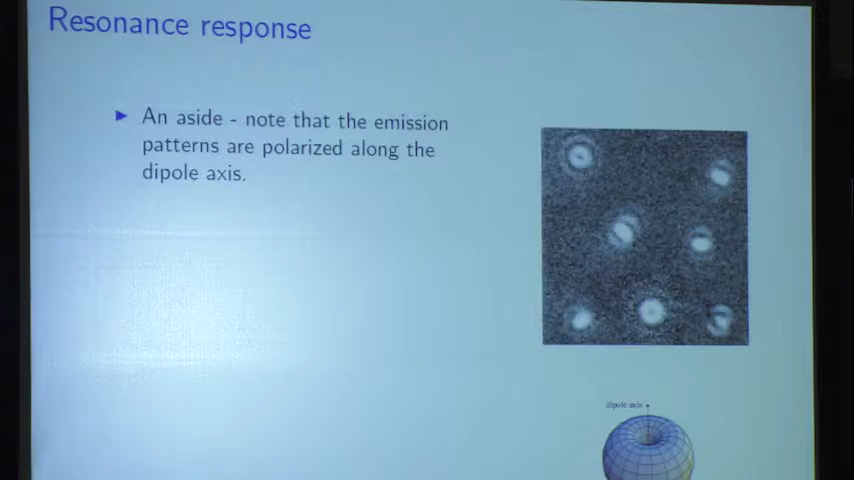 Resonance response
An aside - note that the emission
patterns are polarized along the
dipole axis.
dipole axis